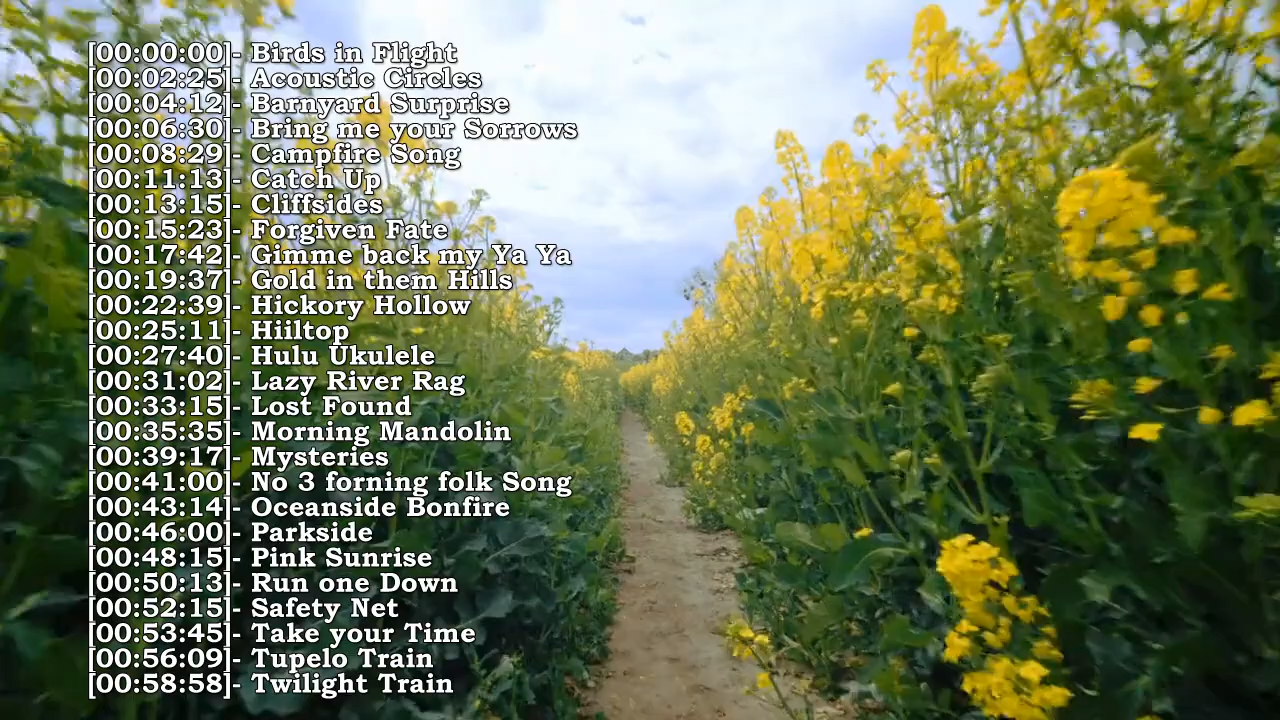 [00:00:00]- Birds in Flight
[00:02:25]- Acoustic Circles
[00:04:12]- Barnyard Surprise
[00:06:30]- Bring me your Sorrows
[00:08:29]- Campfire Song
[00:11:13]- Catch Up
[00:13:15]- Cliffsides
[00:15:23]- Forgiven Fate
[00:17:42]- Gimme back my Ya Ya
[00:19:37]- Gold in them Hills
[00:22:39]- Hickory Hollow
[00:25:11]- Hiiltop
[00:27:40]- Hulu Ukulele
[00:31:02]- Lazy River Rag
[00:33:15]- Lost Found
[00:35:35]- Morning Mandolin
[00:39:17]- Mysteries
[00:41:00]- No 3 forning folk Song
[00:43:14]- Oceanside Bonfire
[00:46:00]- Parkside
[00:48:15]- Pink Sunrise
[00:50:13]- Run one Down
[00:52:15]- Safety Net
[00:53:45]- Take your Time
[00:56:09]- Tupelo Train
[00:58:58]- Twilight Train